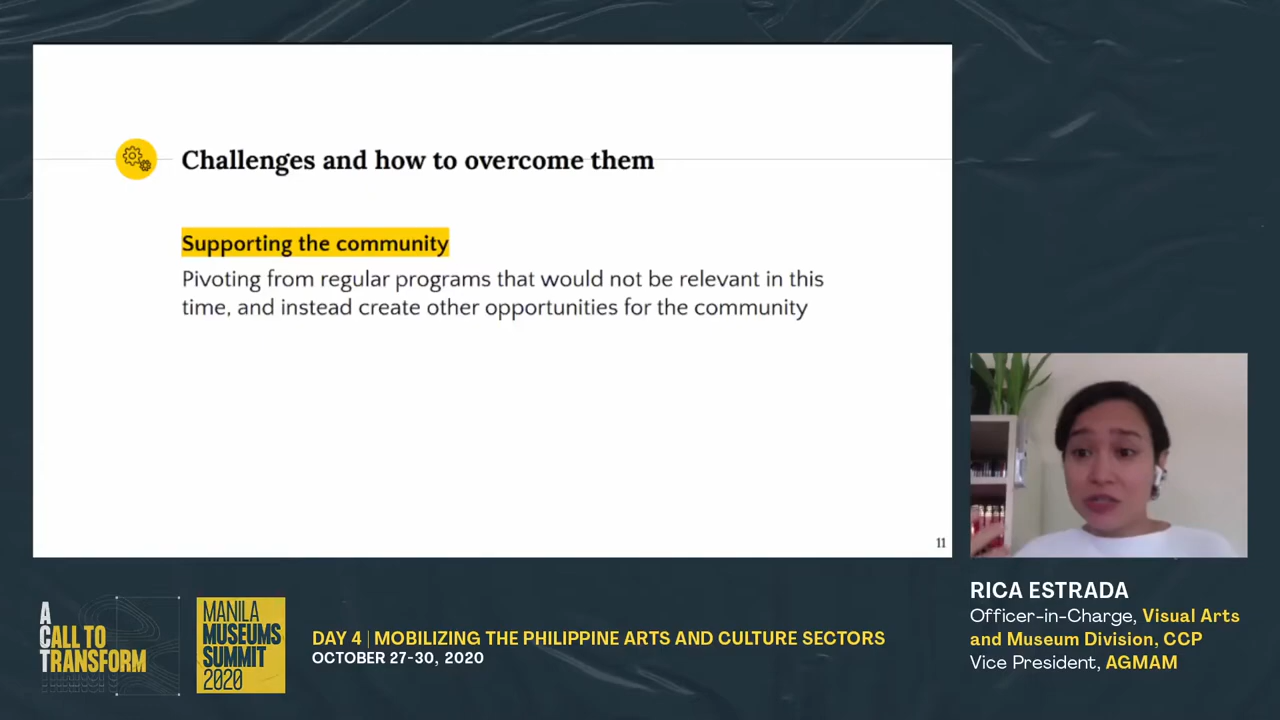 Challenges and how to overcome them
Supporting the community
Pivoting from regular programs that would not be relevant in this
time, and instead create other opportunities for the community
11
RICA ESTRADA
Officer-in-Charge, Visual Arts
and Museum Division, CCP
Vice President, AGMAM
A
CALL TO
TRANSFORM
MANILA
MUSEUMS
SUMMIT
2020
DAY 4 | MOBILIZING THE PHILIPPINE ARTS AND CULTURE SECTORS
OCTOBER 27-30, 2020